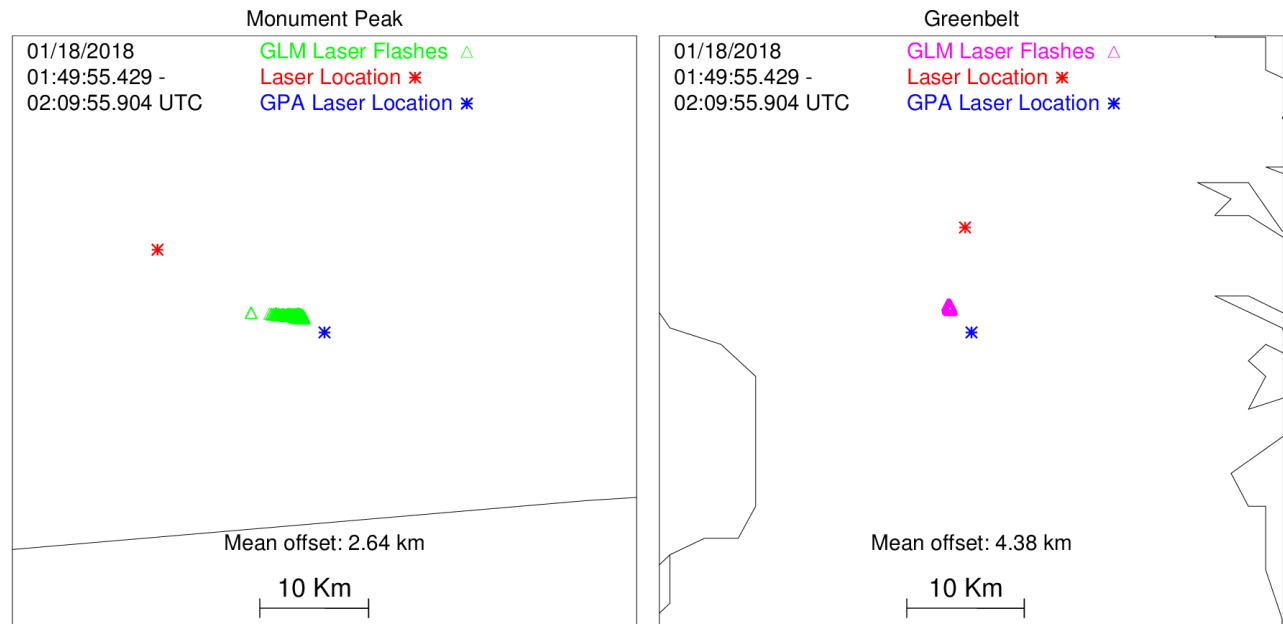 Monument Peak
01/18/2018 GLM Laser Flashes △
01:49:55.429 - Laser Location ✳
02:09:55.904 UTC GPA Laser Location ✳
Mean offset: 2.64 km
10 Km
Greenbelt
01/18/2018 GLM Laser Flashes △
01:49:55.429 - Laser Location ✳
02:09:55.904 UTC GPA Laser Location ✳
Mean offset: 4.38 km
10 Km